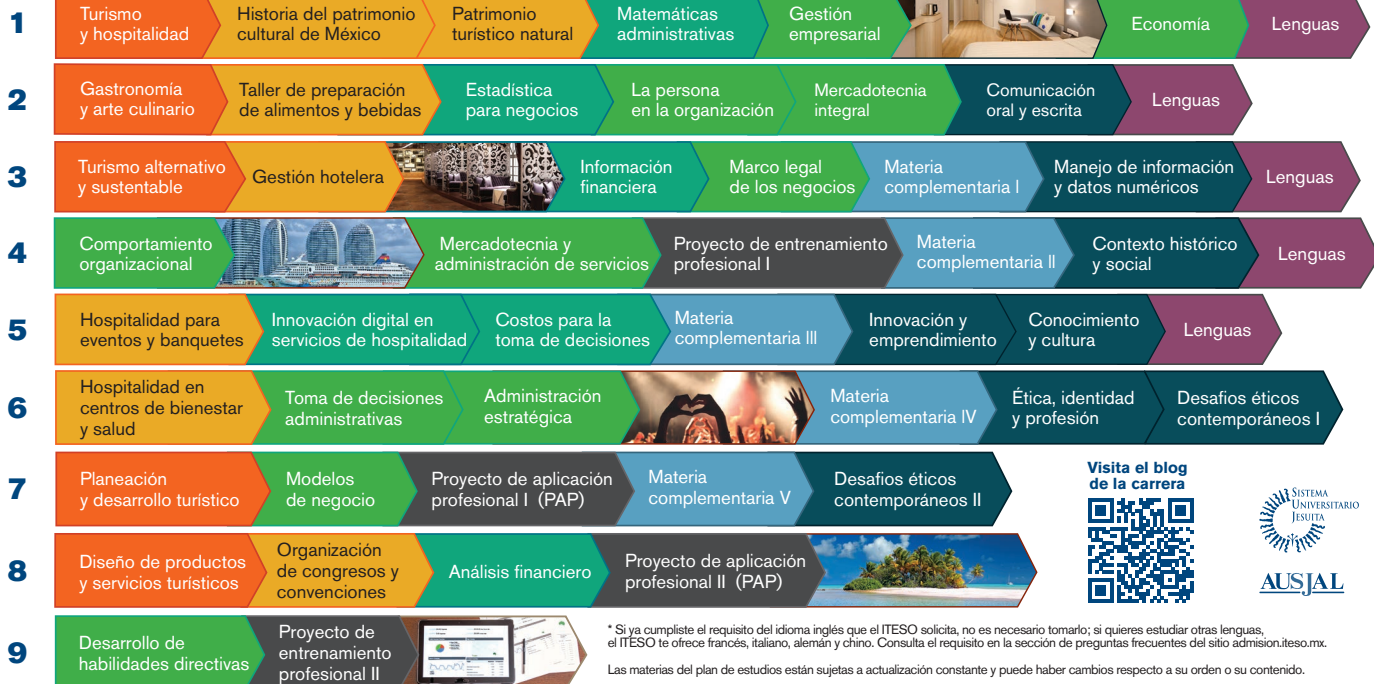 1
Turismo
y hospitalidad
Historia del patrimonio
cultural de México
Patrimonio
turístico natural
Matemáticas
administrativas
Gestión
empresarial
Economía
Lenguas
2
Gastronomía
y arte culinario
Taller de preparación
de alimentos y bebidas
Estadística
para negocios
La persona
en la organización
Mercadotecnia
integral
Comunicación
oral y escrita
Lenguas
3
Turismo alternativo
y sustentable
Gestión hotelera
Información
financiera
Marco legal
de los negocios
Materia
complementaria I
Manejo de información
y datos numéricos
Lenguas
4
Comportamiento
organizacional
Mercadotecnia y
administración de servicios
Proyecto de entrenamiento
profesional I
Materia
complementaria II
Contexto histórico
y social
Lenguas
5
Hospitalidad para
eventos y banquetes
Innovación digital en
servicios de hospitalidad
Costos para la
toma de decisiones
Materia
complementaria III
Innovación y
emprendimiento
Conocimiento
y cultura
Lenguas
6
Hospitalidad en
centros de bienestar
y salud
Toma de decisiones
administrativas
Administración
estratégica
Materia
complementaria IV
Ética, identidad
y profesión
Desafios éticos
contemporáneos I
7
Planeación
y desarrollo turístico
Modelos
de negocio
Proyecto de aplicación
profesional I (PAP)
Materia
complementaria V
Desafios éticos
contemporáneos II
Visita el blog
de la carrera
SISTEMA
UNIVERSITARIO
JESUITA
8
Diseño de productos
y servicios turísticos
Organización
de congresos y
convenciones
Análisis financiero
Proyecto de aplicación
profesional II (PAP)
AUSJAL
9
Desarrollo de
habilidades directivas
Proyecto de
entrenamiento
profesional II
* Si ya cumpliste el requisito del idioma inglés que el ITESO solicita, no es necesario tomarlo; si quieres estudiar otras lenguas,
el ITESO te ofrece francés, italiano, alemán y chino. Consulta el requisito en la sección de preguntas frecuentes del sitio admision.iteso.mx.
Las materias del plan de estudios están sujetas a actualización constante y puede haber cambios respecto a su orden o su contenido.